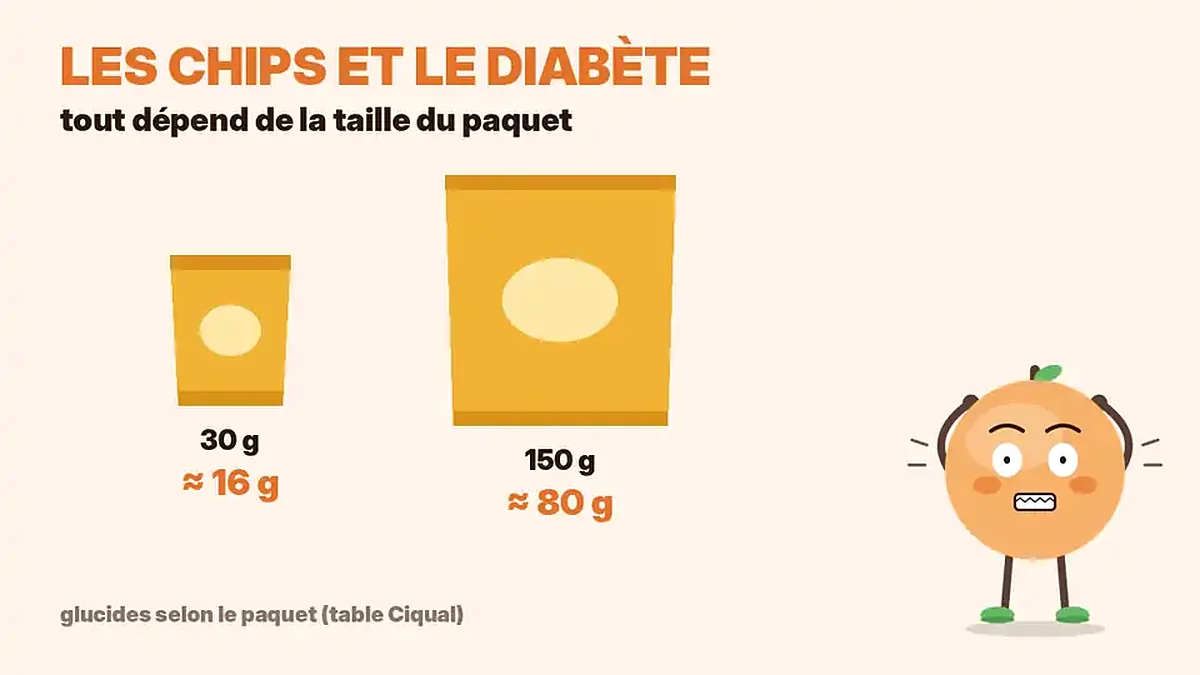 LES CHIPS ET LE DIABÈTE
tout dépend de la taille du paquet
30 g
≈ 16 g
150 g
≈ 80 g
glucides selon le paquet (table Ciqual)